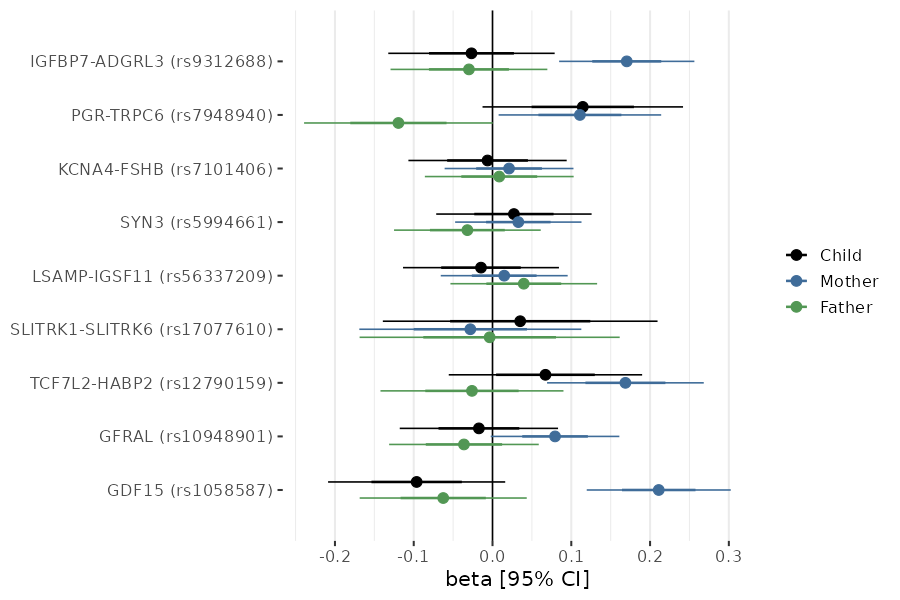 IGFBP7-ADGRL3 (rs9312688)
PGR-TRPC6 (rs7948940)
KCNA4-FSHB (rs7101406)
SYN3 (rs5994661)
LSAMP-IGSF11 (rs56337209)
SLITRK1-SLITRK6 (rs17077610)
TCF7L2-HABP2 (rs12790159)
GFRAL (rs10948901)
GDF15 (rs1058587)
-0.2 -0.1 0.0 0.1 0.2 0.3
beta [95% CI]
Child
Mother
Father